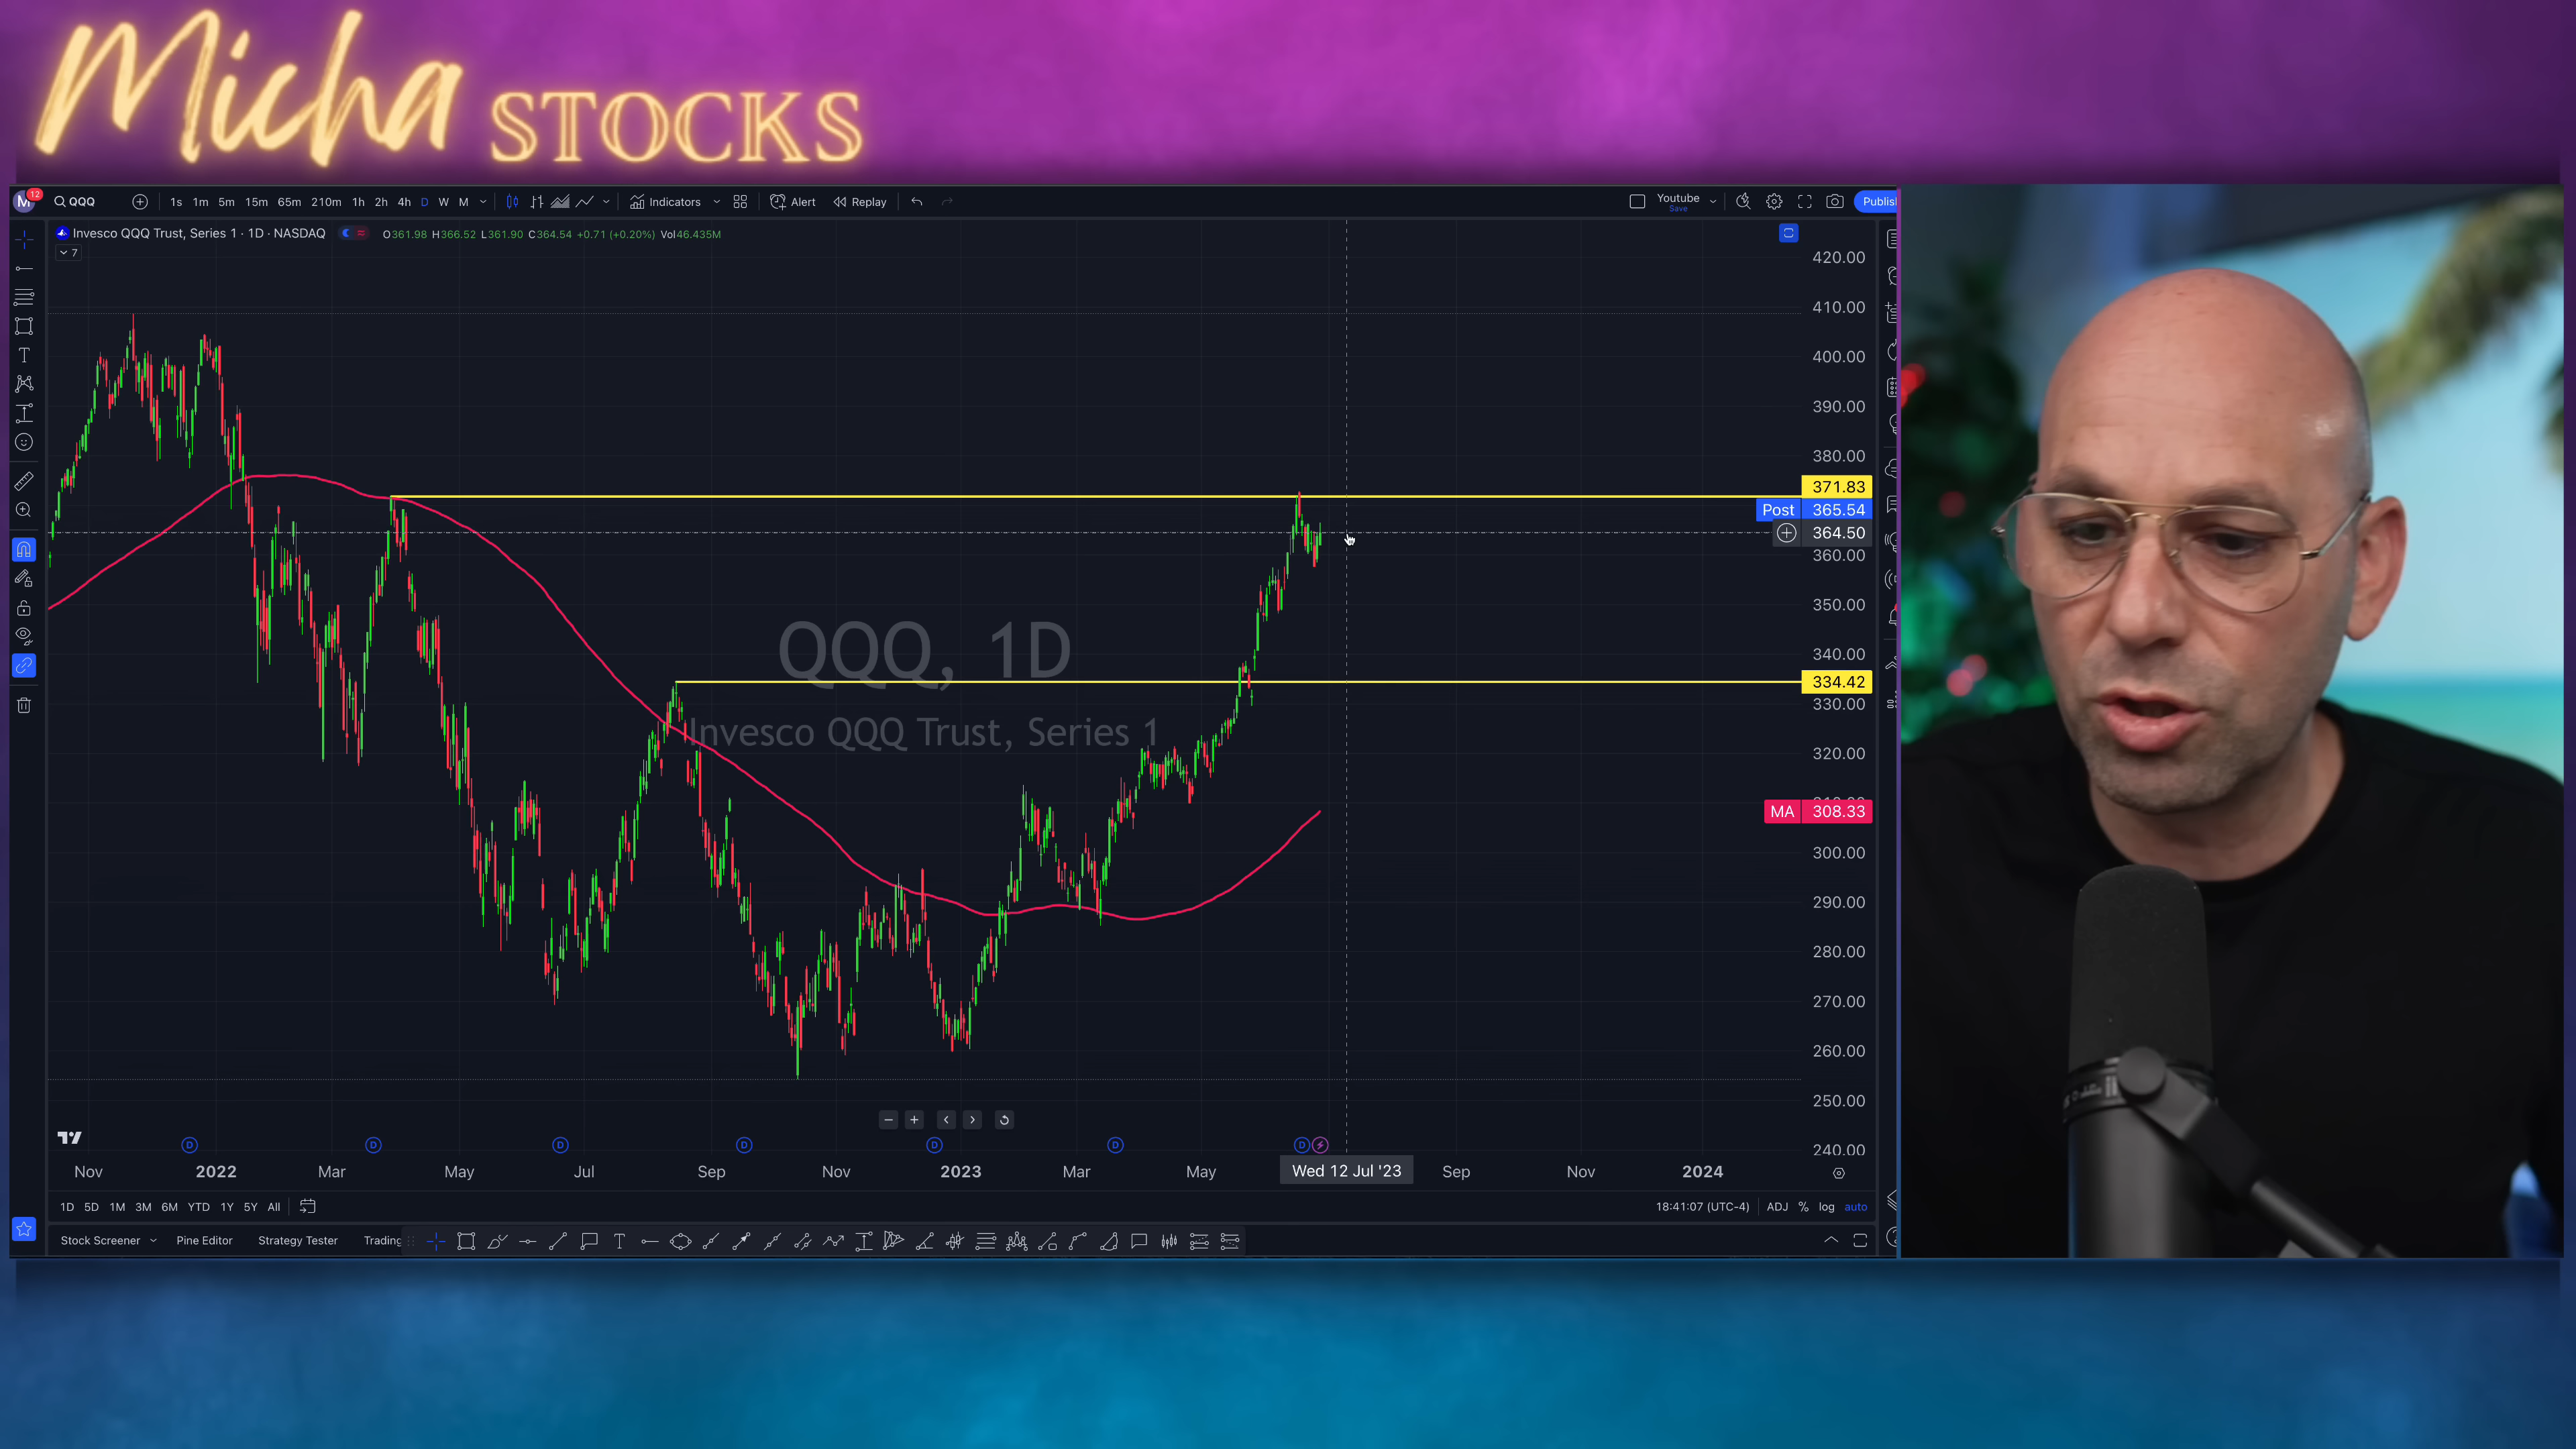 Micha STOCKS
M 12 QQQ 1s 1m 5m 15m 65m 210m 1h 2h 4h D W M Indicators Alert Replay Youtube Publish
Save
Invesco QQQ Trust, Series 1 · 1D · NASDAQ O361.98 H366.52 L361.90 C364.54 +0.71 (+0.20%) Vol46.435M
7
420.00
410.00
400.00
390.00
380.00
371.83
Post 365.54
364.50
360.00
350.00
340.00
334.42
330.00
320.00
MA 308.33
300.00
290.00
280.00
270.00
260.00
250.00
240.00
QQQ, 1D
Invesco QQQ Trust, Series 1
D D D D D D D
Nov 2022 Mar May Jul Sep Nov 2023 Mar May Wed 12 Jul '23 Sep Nov 2024
1D 5D 1M 3M 6M YTD 1Y 5Y All 18:41:07 (UTC-4) ADJ % log auto
Stock Screener Pine Editor Strategy Tester Trading